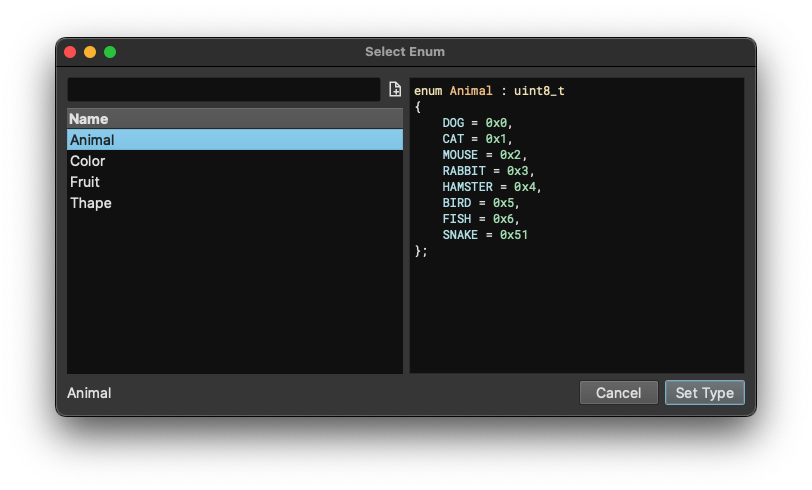 Select Enum
Name
Animal
Color
Fruit
Thape
enum Animal : uint8_t
{
    DOG = 0x0,
    CAT = 0x1,
    MOUSE = 0x2,
    RABBIT = 0x3,
    HAMSTER = 0x4,
    BIRD = 0x5,
    FISH = 0x6,
    SNAKE = 0x51
};
Animal
Cancel
Set Type